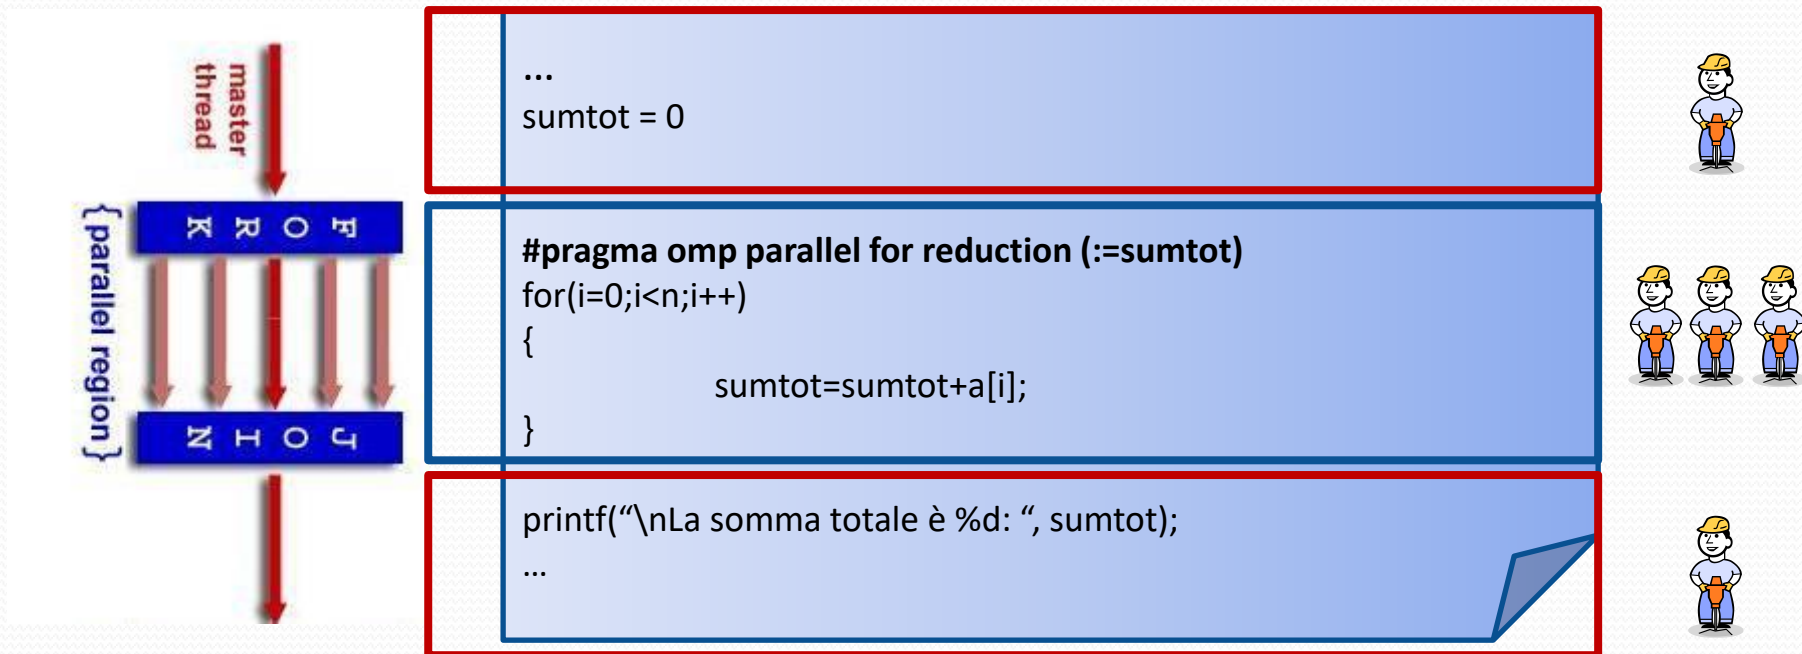 master
thread
FORK
{parallel region}
JOIN
...
sumtot = 0
#pragma omp parallel for reduction (:=sumtot)
for(i=0;i<n;i++)
{
sumtot=sumtot+a[i];
}
printf(“\nLa somma totale è %d: “, sumtot);
...